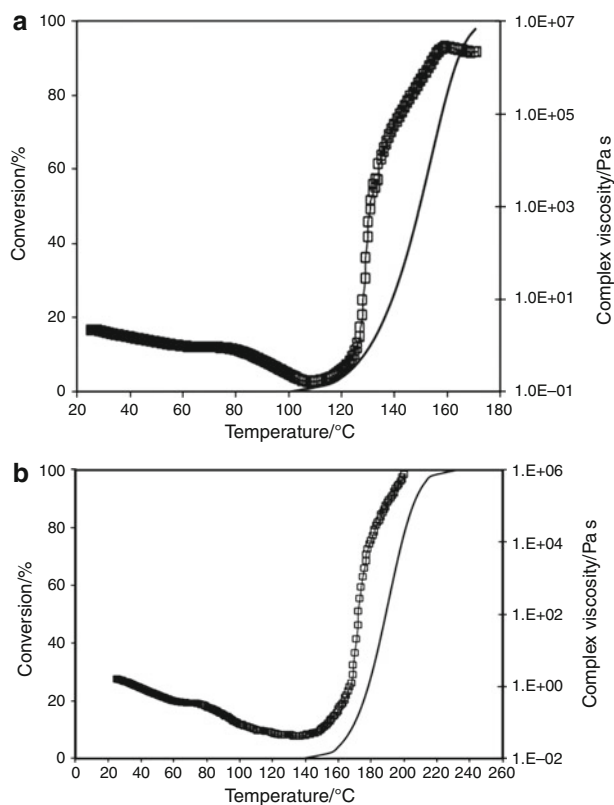 a
100
80
60
40
20
0
Conversion/%
1.0E+07
1.0E+05
1.0E+03
1.0E+01
1.0E–01
Complex viscosity/Pa s
20 40 60 80 100 120 140 160 180
Temperature/°C
b
100
80
60
40
20
0
Conversion/%
1.E+06
1.E+04
1.E+02
1.E+00
1.E–02
Complex viscosity/Pa s
0 20 40 60 80 100 120 140 160 180 200 220 240 260
Temperature/°C